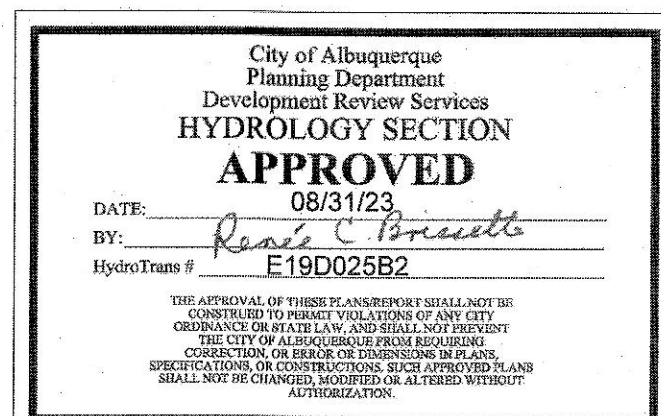 City of Albuquerque
Planning Department
Development Review Services
HYDROLOGY SECTION
APPROVED
DATE: 08/31/23
BY: Renée C. Brissette
HydroTrans # E19D025B2
THE APPROVAL OF THESE PLANS/REPORT SHALL NOT BE
CONSTRUED TO PERMIT VIOLATIONS OF ANY CITY
ORDINANCE OR STATE LAW, AND SHALL NOT PREVENT
THE CITY OF ALBUQUERQUE FROM REQUIRING
CORRECTION, OR ERROR OR DIMENSIONS IN PLANS,
SPECIFICATIONS, OR CONSTRUCTIONS. SUCH APPROVED PLANS
SHALL NOT BE CHANGED, MODIFIED OR ALTERED WITHOUT
AUTHORIZATION.